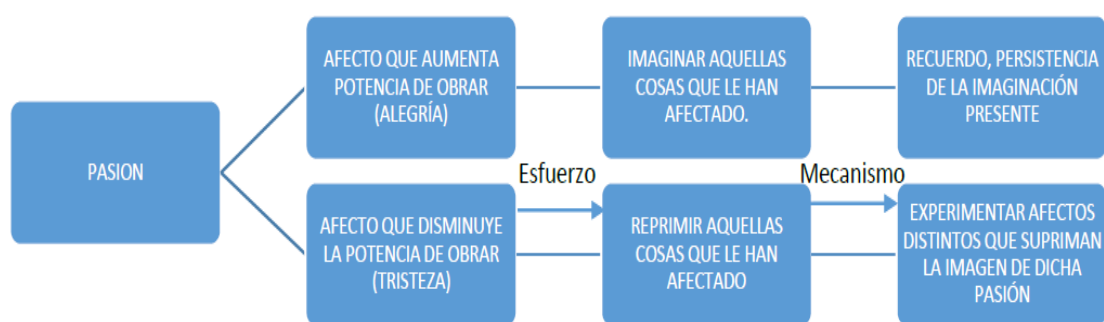 PASION
AFECTO QUE AUMENTA
POTENCIA DE OBRAR
(ALEGRÍA)
IMAGINAR AQUELLAS
COSAS QUE LE HAN
AFECTADO.
RECUERDO, PERSISTENCIA
DE LA IMAGINACIÓN
PRESENTE
Esfuerzo
Mecanismo
AFECTO QUE DISMINUYE
LA POTENCIA DE OBRAR
(TRISTEZA)
REPRIMIR AQUELLAS
COSAS QUE LE HAN
AFECTADO
EXPERIMENTAR AFECTOS
DISTINTOS QUE SUPRIMAN
LA IMAGEN DE DICHA
PASIÓN